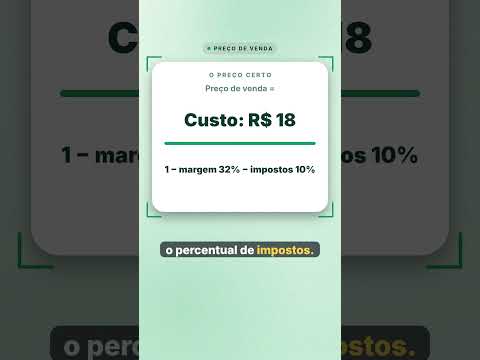 = PREÇO DE VENDA
O PREÇO CERTO
Preço de venda =
Custo: R$ 18
1 − margem 32% − impostos 10%
o percentual de impostos.